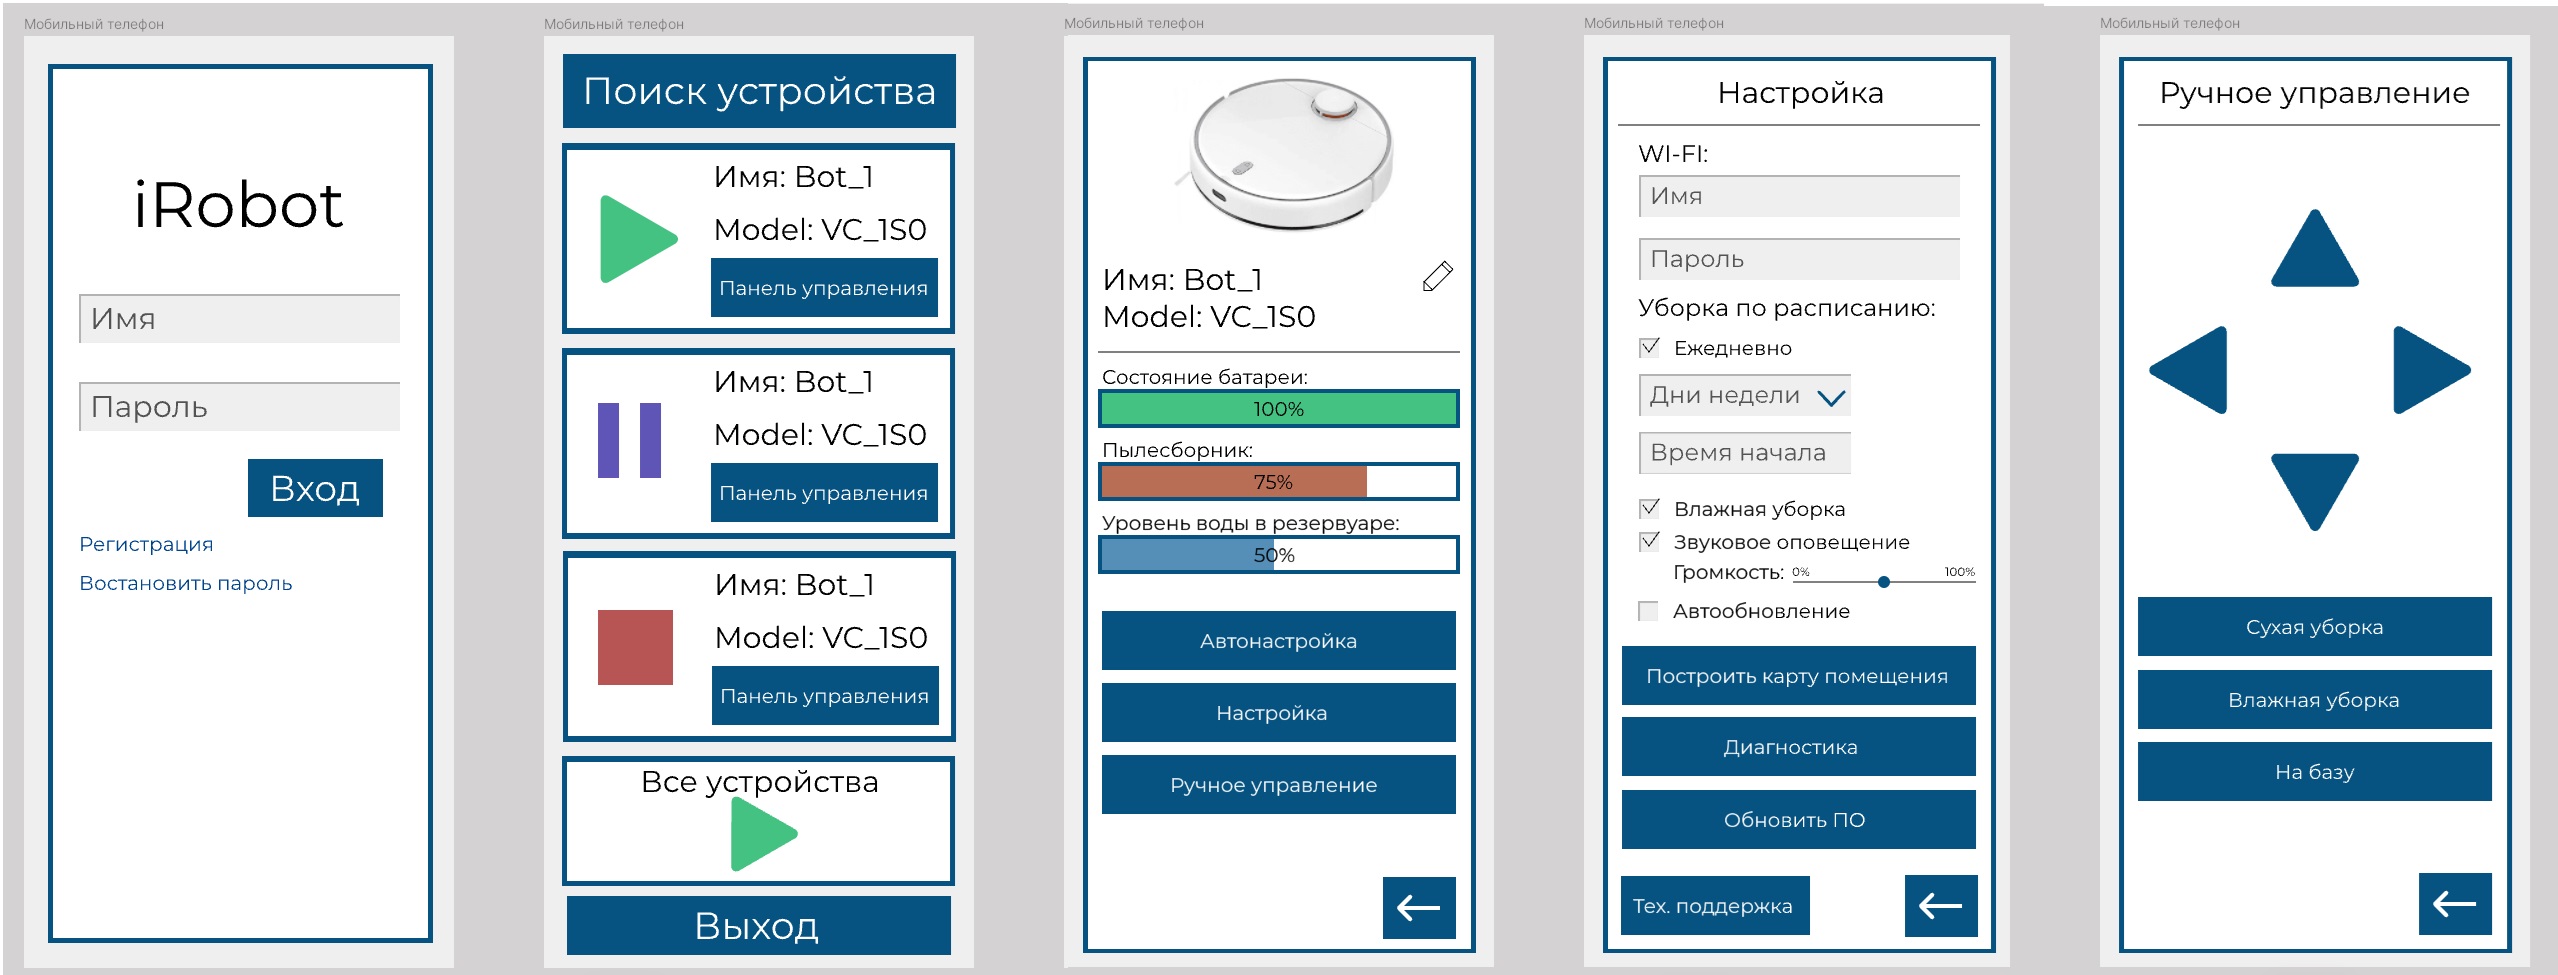 Мобильный телефон
iRobot
Имя
Пароль
Вход
Регистрация
Востановить пароль
Мобильный телефон
Поиск устройства
Имя: Bot_1
Model: VC_1S0
Панель управления
Имя: Bot_1
Model: VC_1S0
Панель управления
Имя: Bot_1
Model: VC_1S0
Панель управления
Все устройства
Выход
Мобильный телефон
Имя: Bot_1
Model: VC_1S0
Состояние батареи:
100%
Пылесборник:
75%
Уровень воды в резервуаре:
50%
Автонастройка
Настройка
Ручное управление
Мобильный телефон
Настройка
WI-FI:
Имя
Пароль
Уборка по расписанию:
Ежедневно
Дни недели
Время начала
Влажная уборка
Звуковое оповещение
Громкость: 0% 100%
Автообновление
Построить карту помещения
Диагностика
Обновить ПО
Тех. поддержка
Мобильный телефон
Ручное управление
Сухая уборка
Влажная уборка
На базу